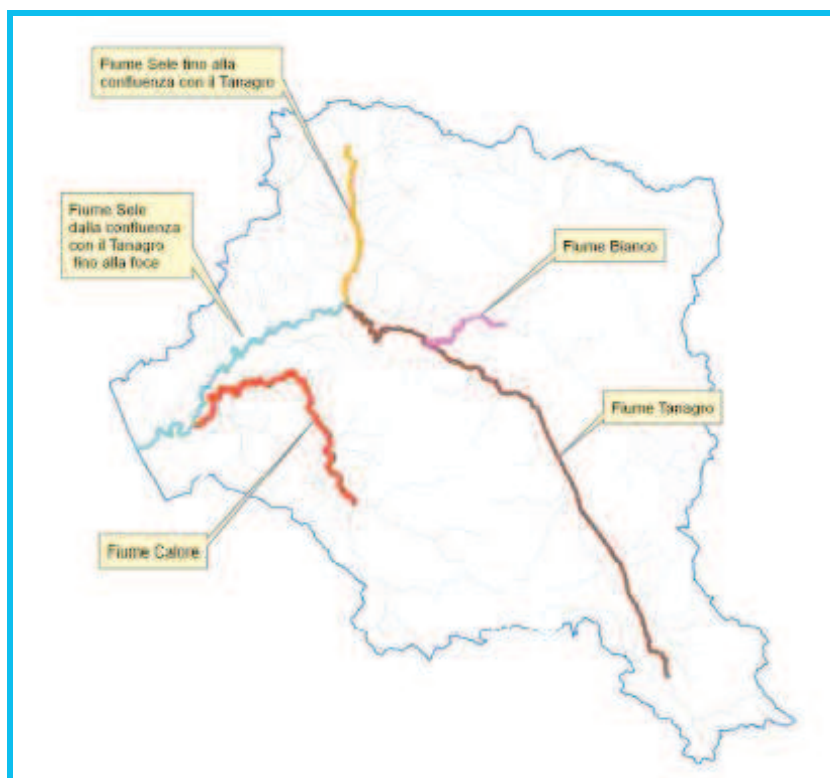 Fiume Sele fino alla
confluenza con il Tanagro
Fiume Sele
dalla confluenza
con il Tanagro
fino alla foce
Fiume Bianco
Fiume Tanagro
Fiume Calore